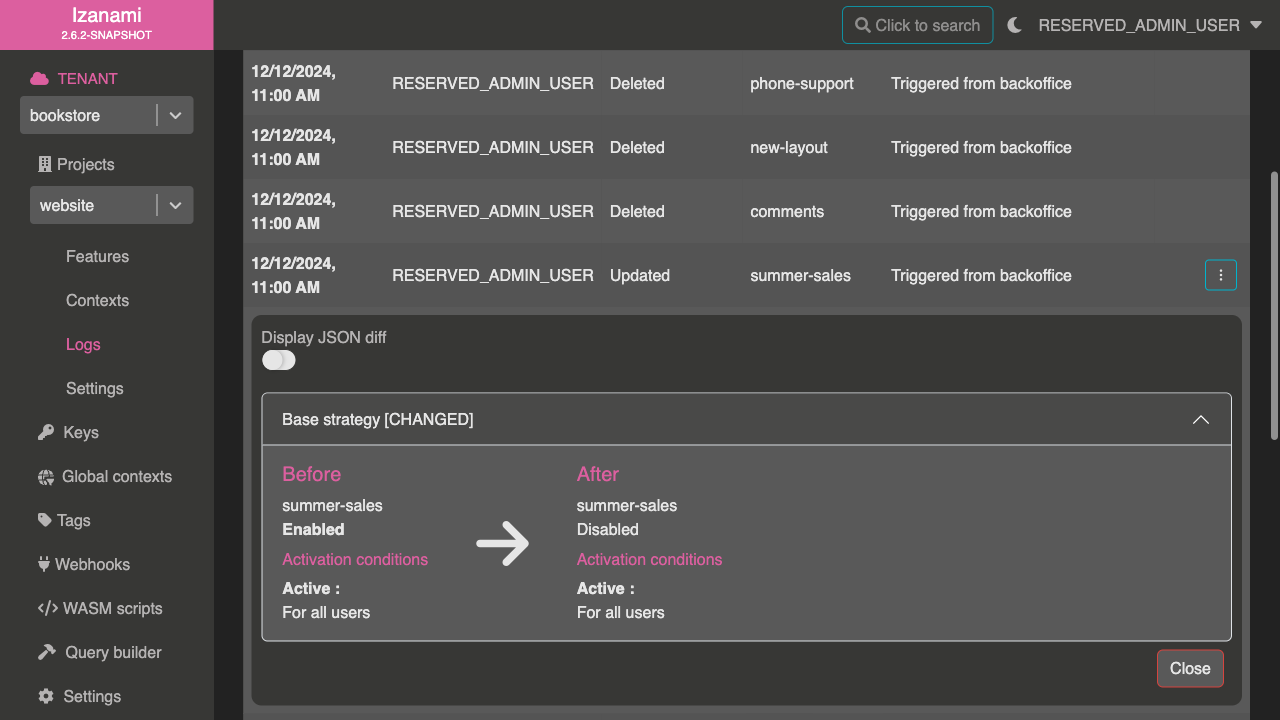 Izanami
2.6.2-SNAPSHOT
Click to search
RESERVED_ADMIN_USER
TENANT
bookstore
Projects
website
Features
Contexts
Logs
Settings
Keys
Global contexts
Tags
Webhooks
WASM scripts
Query builder
Settings
12/12/2024, 11:00 AM RESERVED_ADMIN_USER Deleted phone-support Triggered from backoffice
12/12/2024, 11:00 AM RESERVED_ADMIN_USER Deleted new-layout Triggered from backoffice
12/12/2024, 11:00 AM RESERVED_ADMIN_USER Deleted comments Triggered from backoffice
12/12/2024, 11:00 AM RESERVED_ADMIN_USER Updated summer-sales Triggered from backoffice
Display JSON diff
Base strategy [CHANGED]
Before
summer-sales
Enabled
Activation conditions
Active :
For all users
After
summer-sales
Disabled
Activation conditions
Active :
For all users
Close